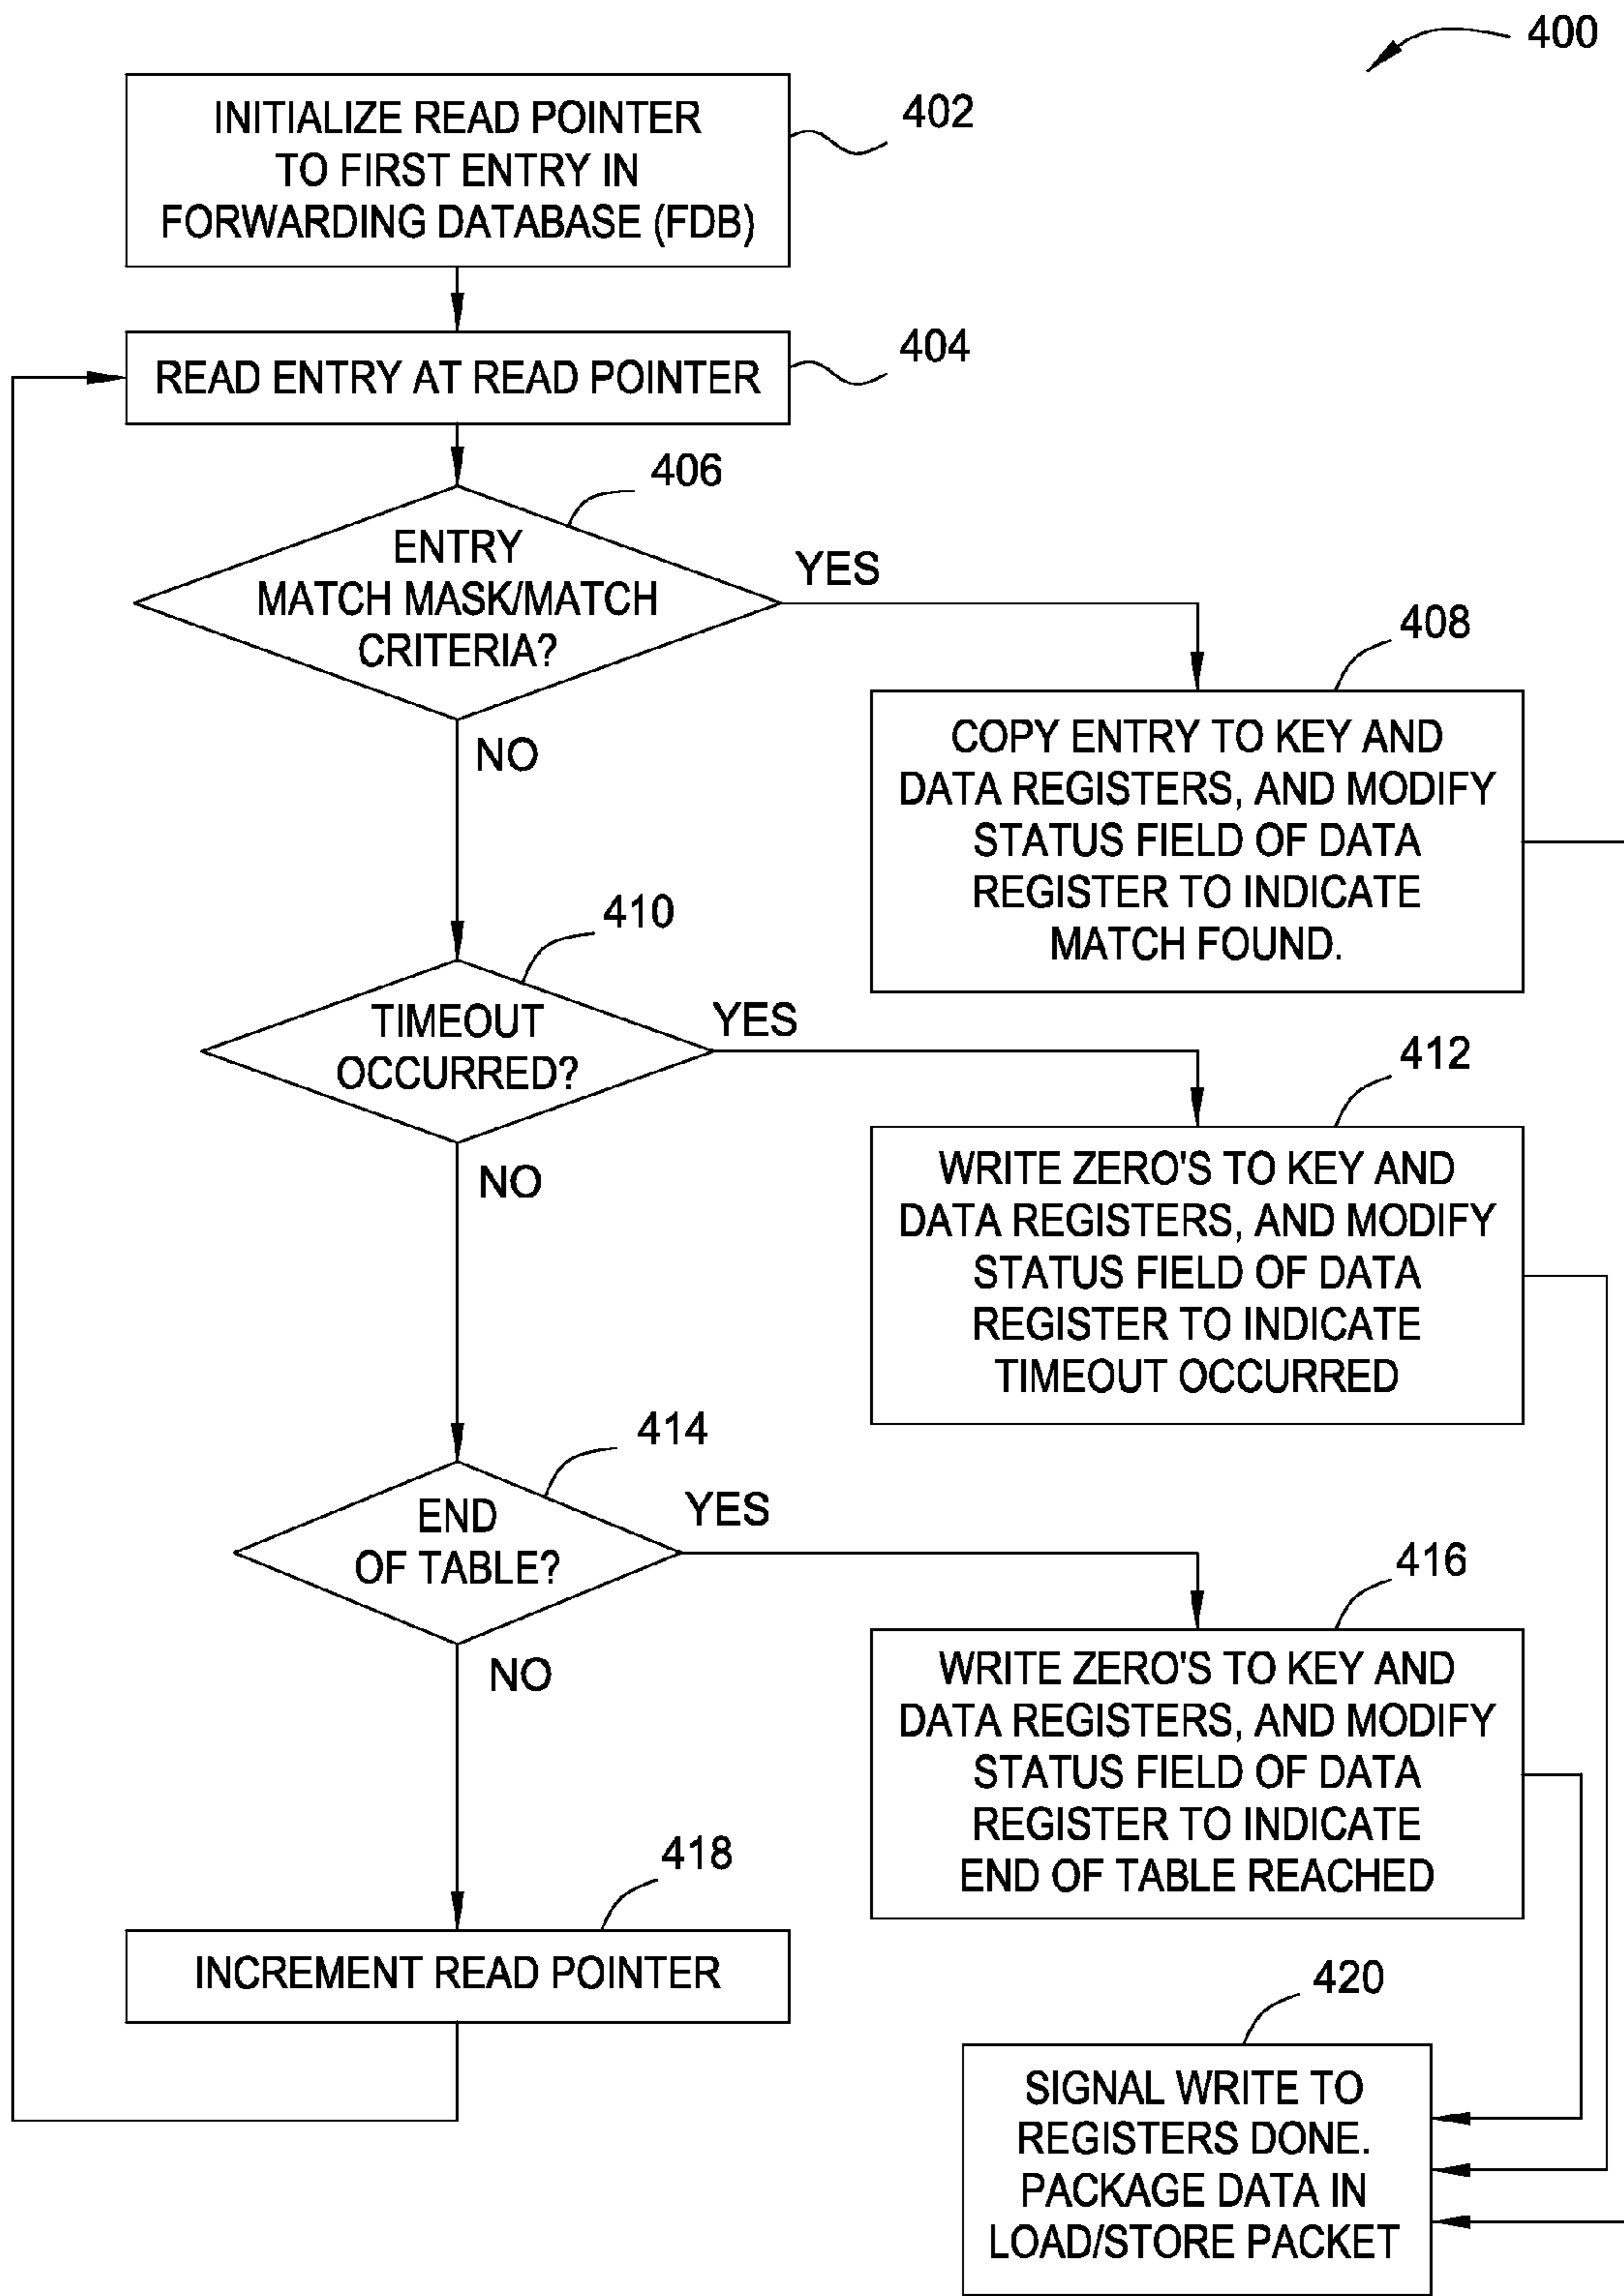 400
INITIALIZE READ POINTER
TO FIRST ENTRY IN
FORWARDING DATABASE (FDB)
402
READ ENTRY AT READ POINTER
404
406
ENTRY
MATCH MASK/MATCH
CRITERIA?
YES
NO
408
COPY ENTRY TO KEY AND
DATA REGISTERS, AND MODIFY
STATUS FIELD OF DATA
REGISTER TO INDICATE
MATCH FOUND.
410
TIMEOUT
OCCURRED?
YES
NO
412
WRITE ZERO'S TO KEY AND
DATA REGISTERS, AND MODIFY
STATUS FIELD OF DATA
REGISTER TO INDICATE
TIMEOUT OCCURRED
414
END
OF TABLE?
YES
NO
416
WRITE ZERO'S TO KEY AND
DATA REGISTERS, AND MODIFY
STATUS FIELD OF DATA
REGISTER TO INDICATE
END OF TABLE REACHED
418
INCREMENT READ POINTER
420
SIGNAL WRITE TO
REGISTERS DONE.
PACKAGE DATA IN
LOAD/STORE PACKET